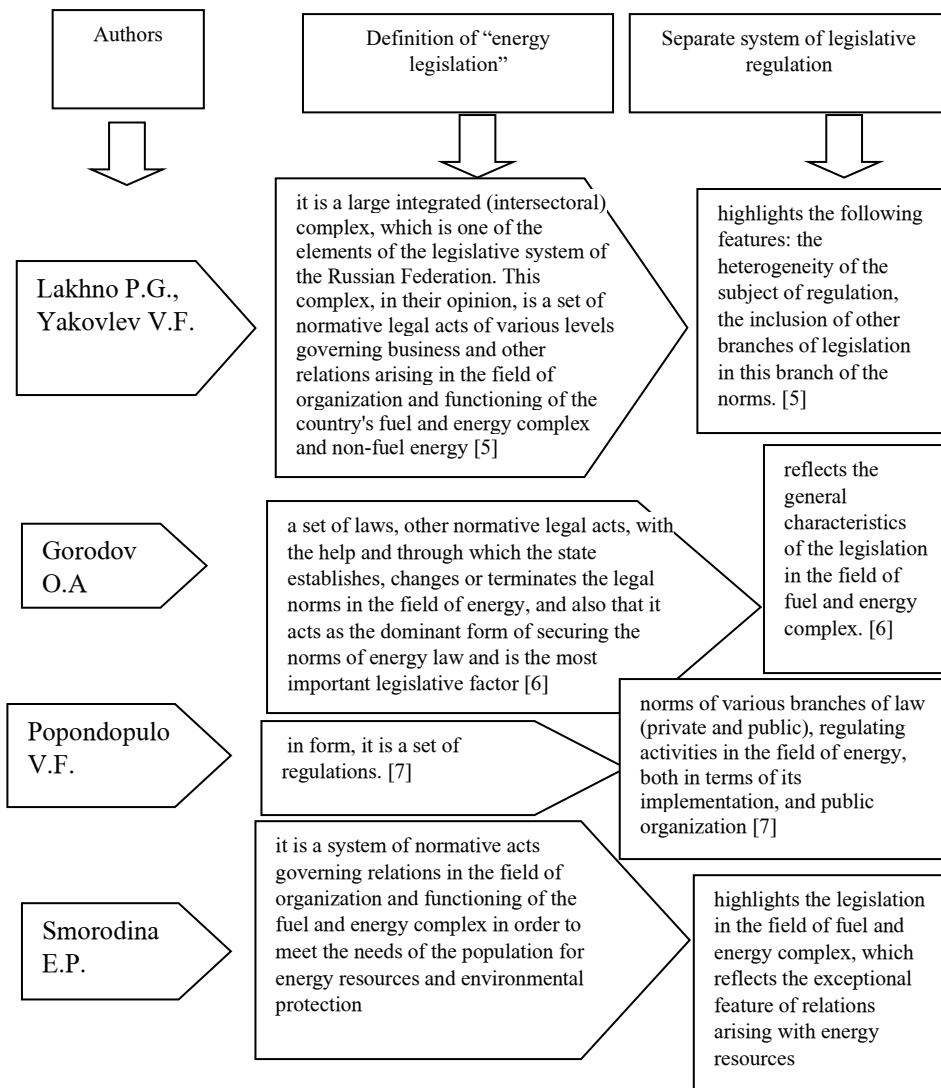 Authors
Definition of “energy
legislation”
Separate system of legislative
regulation
Lakhno P.G.,
Yakovlev V.F.
it is a large integrated (intersectoral)
complex, which is one of the
elements of the legislative system of
the Russian Federation. This
complex, in their opinion, is a set of
normative legal acts of various levels
governing business and other
relations arising in the field of
organization and functioning of the
country's fuel and energy complex
and non-fuel energy [5]
highlights the following
features: the
heterogeneity of the
subject of regulation,
the inclusion of other
branches of legislation
in this branch of the
norms. [5]
Gorodov
O.A
a set of laws, other normative legal acts, with
the help and through which the state
establishes, changes or terminates the legal
norms in the field of energy, and also that it
acts as the dominant form of securing the
norms of energy law and is the most
important legislative factor [6]
reflects the
general
characteristics
of the legislation
in the field of
fuel and energy
complex. [6]
Popondopulo
V.F.
in form, it is a set of
regulations. [7]
norms of various branches of law
(private and public), regulating
activities in the field of energy,
both in terms of its
implementation, and public
organization [7]
Smorodina
E.P.
it is a system of normative acts
governing relations in the field of
organization and functioning of the
fuel and energy complex in order to
meet the needs of the population for
energy resources and environmental
protection
highlights the legislation
in the field of fuel and
energy complex, which
reflects the exceptional
feature of relations
arising with energy
resources